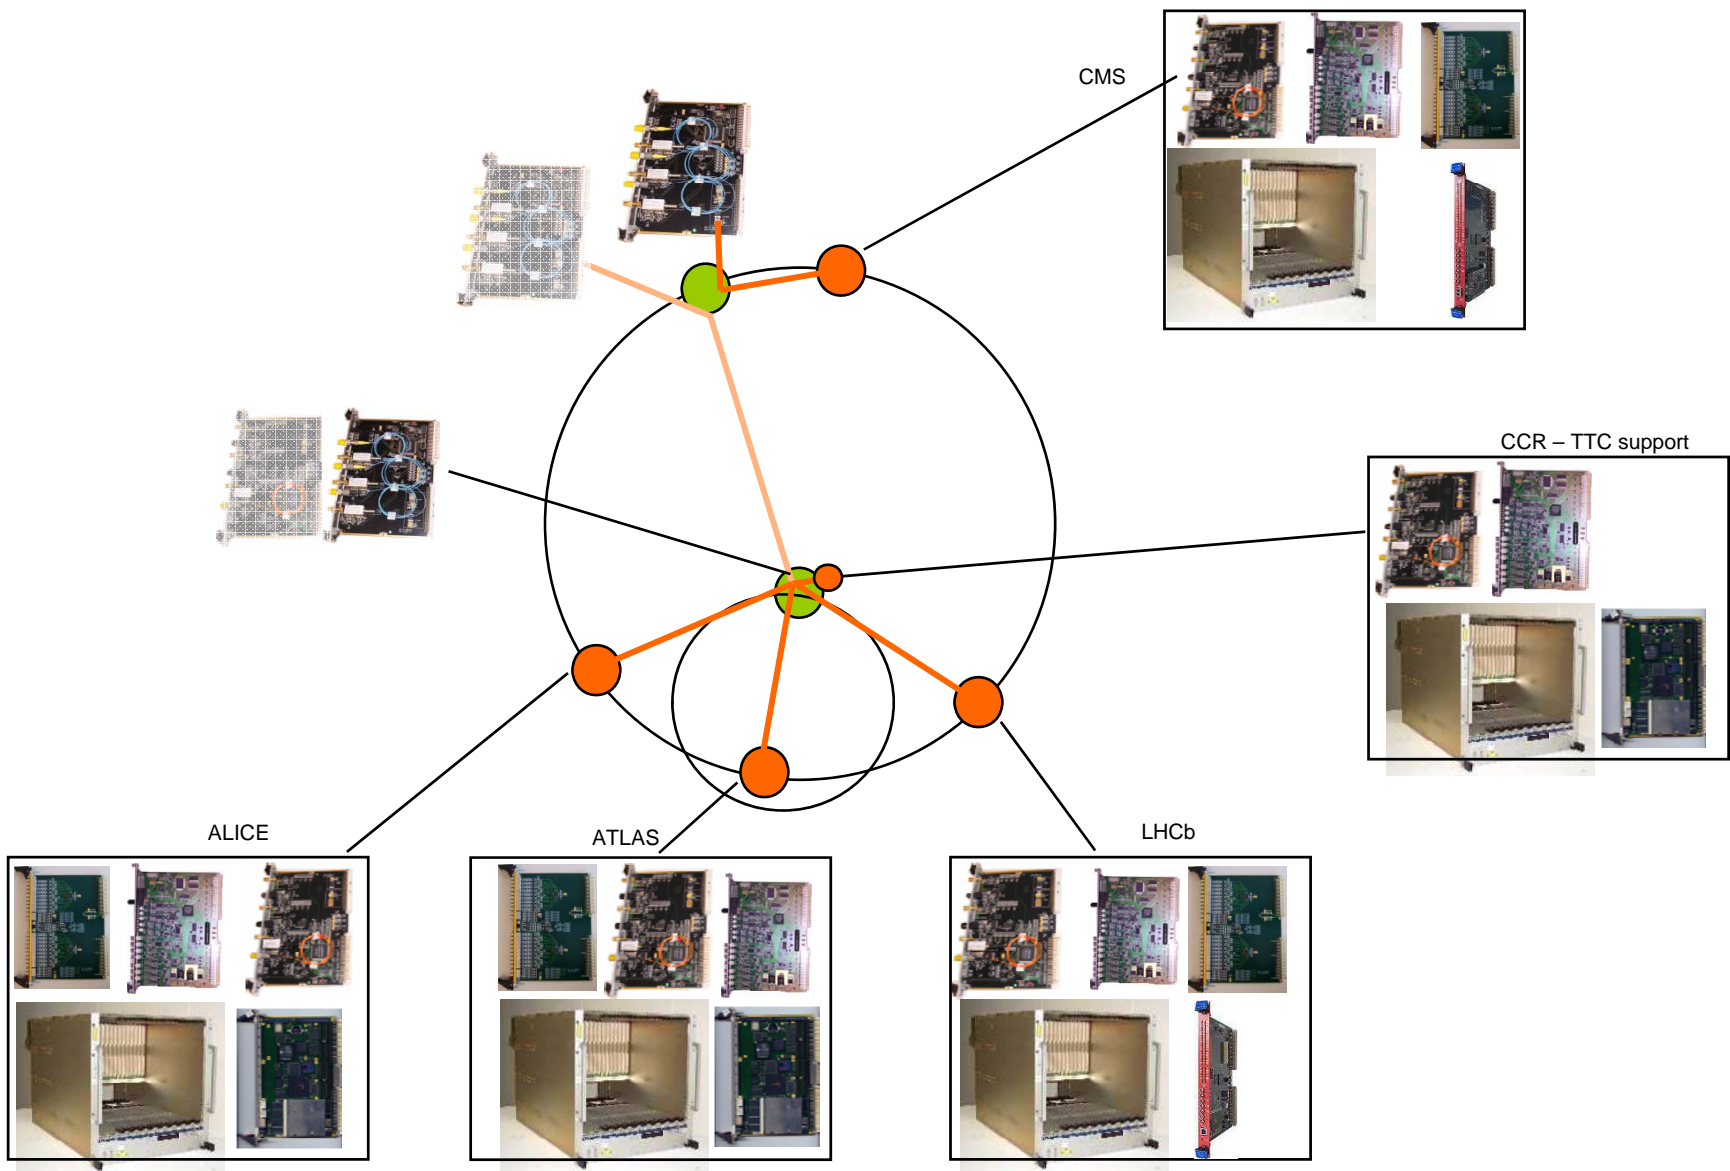 CMS
CCR – TTC support
ALICE
ATLAS
LHCb